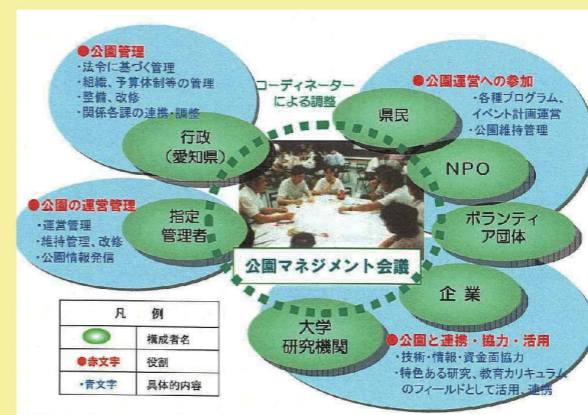 ●公園管理
・法令に基づく管理
・組織、予算体制等の管理
・整備、改修
・関係各課の連携・調整
行政
(愛知県)
コーディネーター
による調整
県民
●公園運営への参加
・各種プログラム、
イベント計画運営
・公園維持管理
NPO
ボランティ
ア団体
●公園の運営管理
・運営管理
・維持管理、改修
・公園情報発信
指定
管理者
公園マネジメント会議
企業
大学
研究機関
●公園と連携・協力・活用
・技術・情報・資金面協力
・特色ある研究、教育カリキュラム
のフィールドとして活用、連携
凡 例
構成者名
●赤文字 役割
・青文字 具体的内容